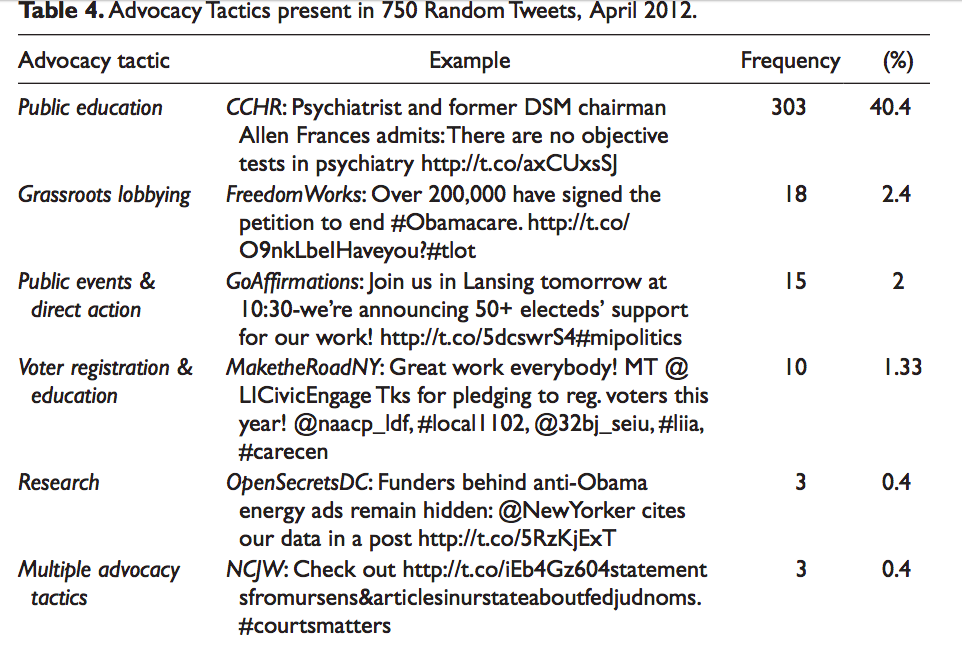 Table 4. Advocacy Tactics present in 750 Random Tweets, April 2012.
Advocacy tactic Example Frequency (%)
Public education CCHR: Psychiatrist and former DSM chairman 303 40.4
Allen Frances admits: There are no objective
tests in psychiatry http://t.co/axCUxsSJ
Grassroots lobbying FreedomWorks: Over 200,000 have signed the 18 2.4
petition to end #Obamacare. http://t.co/
O9nkLbelHaveyou?#tlot
Public events & GoAffirmations: Join us in Lansing tomorrow at 15 2
direct action 10:30-we're announcing 50+ electeds' support
for our work! http://t.co/5dcswrS4#mipolitics
Voter registration & MaketheRoadNY: Great work everybody! MT @ 10 1.33
education LICivicEngage Tks for pledging to reg. voters this
year! @naacp_ldf, #local1102, @32bj_seiu, #liia,
#carecen
Research OpenSecretsDC: Funders behind anti-Obama 3 0.4
energy ads remain hidden: @NewYorker cites
our data in a post http://t.co/5RzKjExT
Multiple advocacy NCJW: Check out http://t.co/iEb4Gz604statement 3 0.4
tactics sfromursens&articlesinurstateaboutfedjudnoms.
#courtsmatters